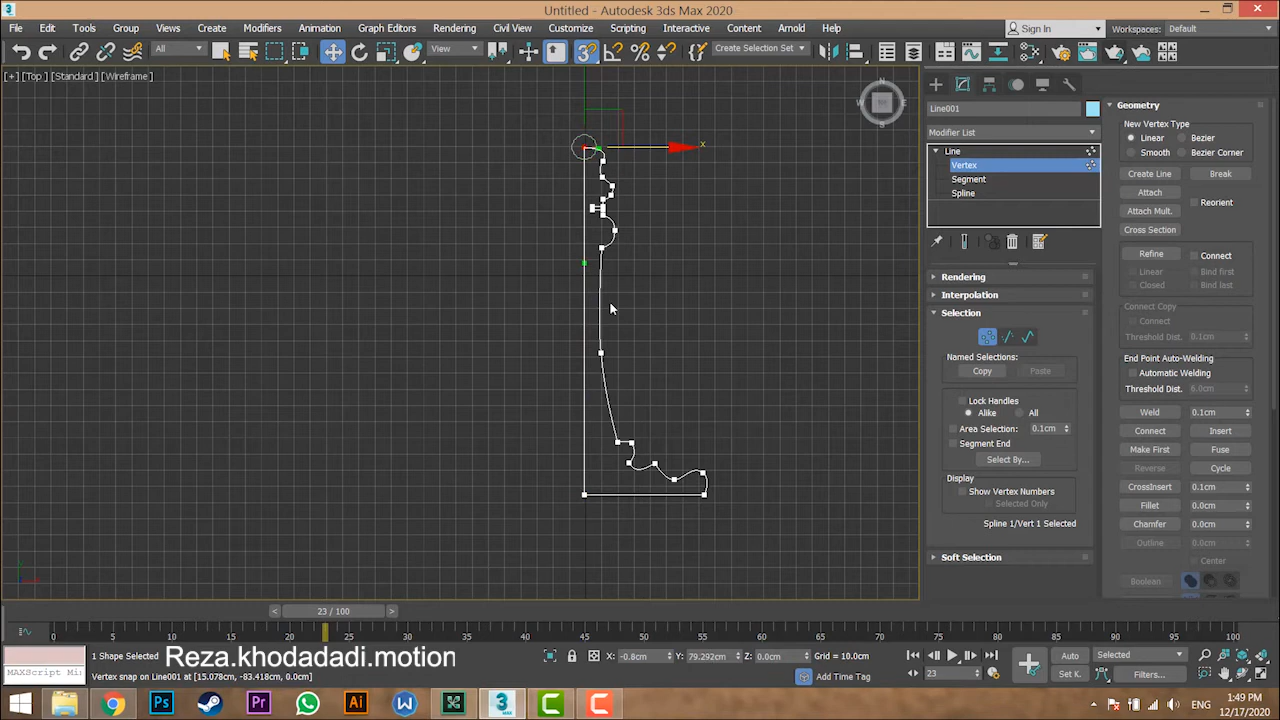 Untitled - Autodesk 3ds Max 2020
File Edit Tools Group Views Create Modifiers Animation Graph Editors Rendering Civil View Customize Scripting Interactive Content Arnold Help
Sign In Workspaces: Default
All View Create Selection Set
[+] [Top ] [Standard ] [Wireframe ]
N
W E
S
x
Line001
Modifier List
Line
Vertex
Segment
Spline
Rendering
Interpolation
Selection
Named Selections:
Copy Paste
Lock Handles
Alike All
Area Selection: 0.1cm
Segment End
Select By...
Display
Show Vertex Numbers
Selected Only
Spline 1/Vert 1 Selected
Soft Selection
Geometry
New Vertex Type
Linear Bezier
Smooth Bezier Corner
Create Line Break
Attach Reorient
Attach Mult.
Cross Section
Refine Connect
Linear Bind first
Closed Bind last
Connect Copy
Connect
Threshold Dist. 0.1cm
End Point Auto-Welding
Automatic Welding
Threshold Dist. 6.0cm
Weld 0.1cm
Connect Insert
Make First Fuse
Reverse Cycle
CrossInsert 0.1cm
Fillet 0.0cm
Chamfer 0.0cm
Outline 0.0cm
Center
Boolean
< 23 / 100 >
0 5 10 15 20 25 30 35 40 45 50 55 60 65 70 75 80 85 90 95 100
1 Shape Selected
Reza.khodadadi.motion
X: -0.8cm Y: 79.292cm Z: 0.0cm Grid = 10.0cm
Auto Selected
MAXScript Mi
Vertex snap on Line001 at [15.078cm, -83.418cm, 0.0cm]
Add Time Tag
23
Set K. Filters...
Ps Pr Ai W 3 MAX C C
ENG
1:49 PM
12/17/2020